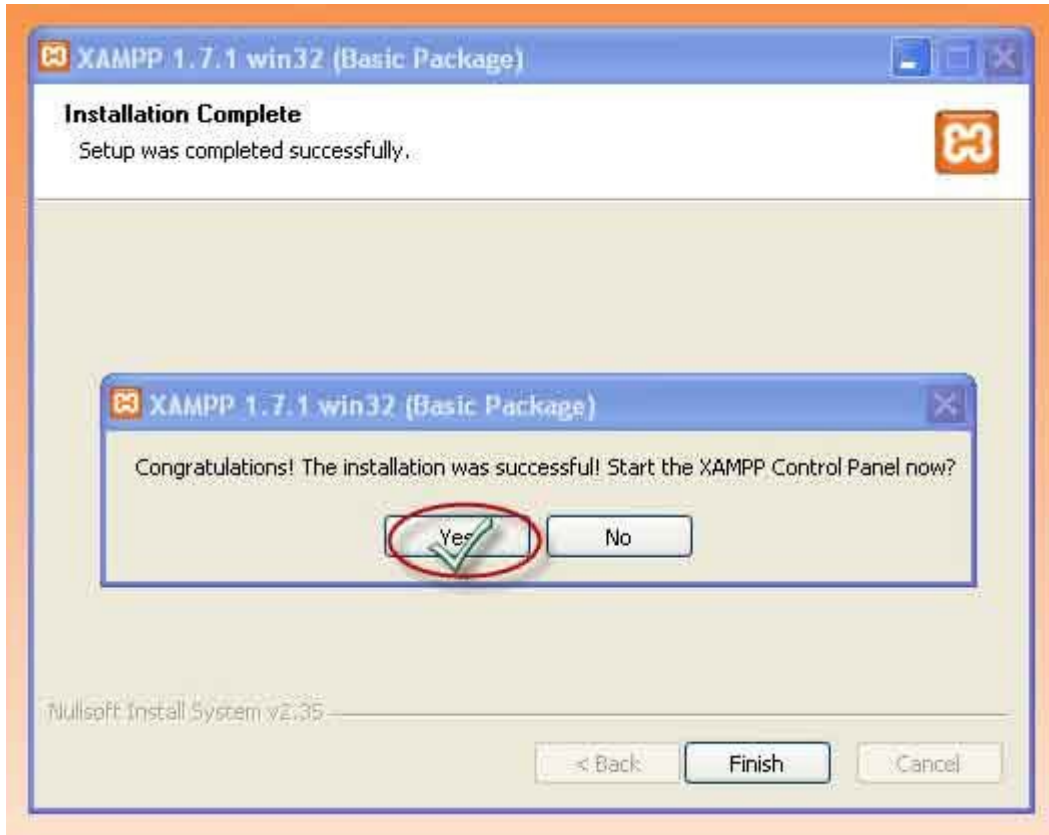 XAMPP 1.7.1 win32 (Basic Package)
Installation Complete
Setup was completed successfully.
XAMPP 1.7.1 win32 (Basic Package)
Congratulations! The installation was successful! Start the XAMPP Control Panel now?
Yes
No
Nullsoft Install System v2.35
< Back
Finish
Cancel